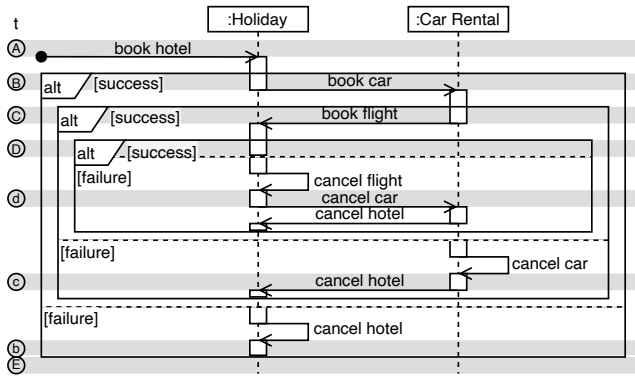 :Holiday :Car Rental
t
A book hotel
B alt [success] book car
C alt [success] book flight
D alt [success]
[failure] cancel flight
d cancel car
cancel hotel
[failure] cancel car
c cancel hotel
[failure] cancel hotel
b
E